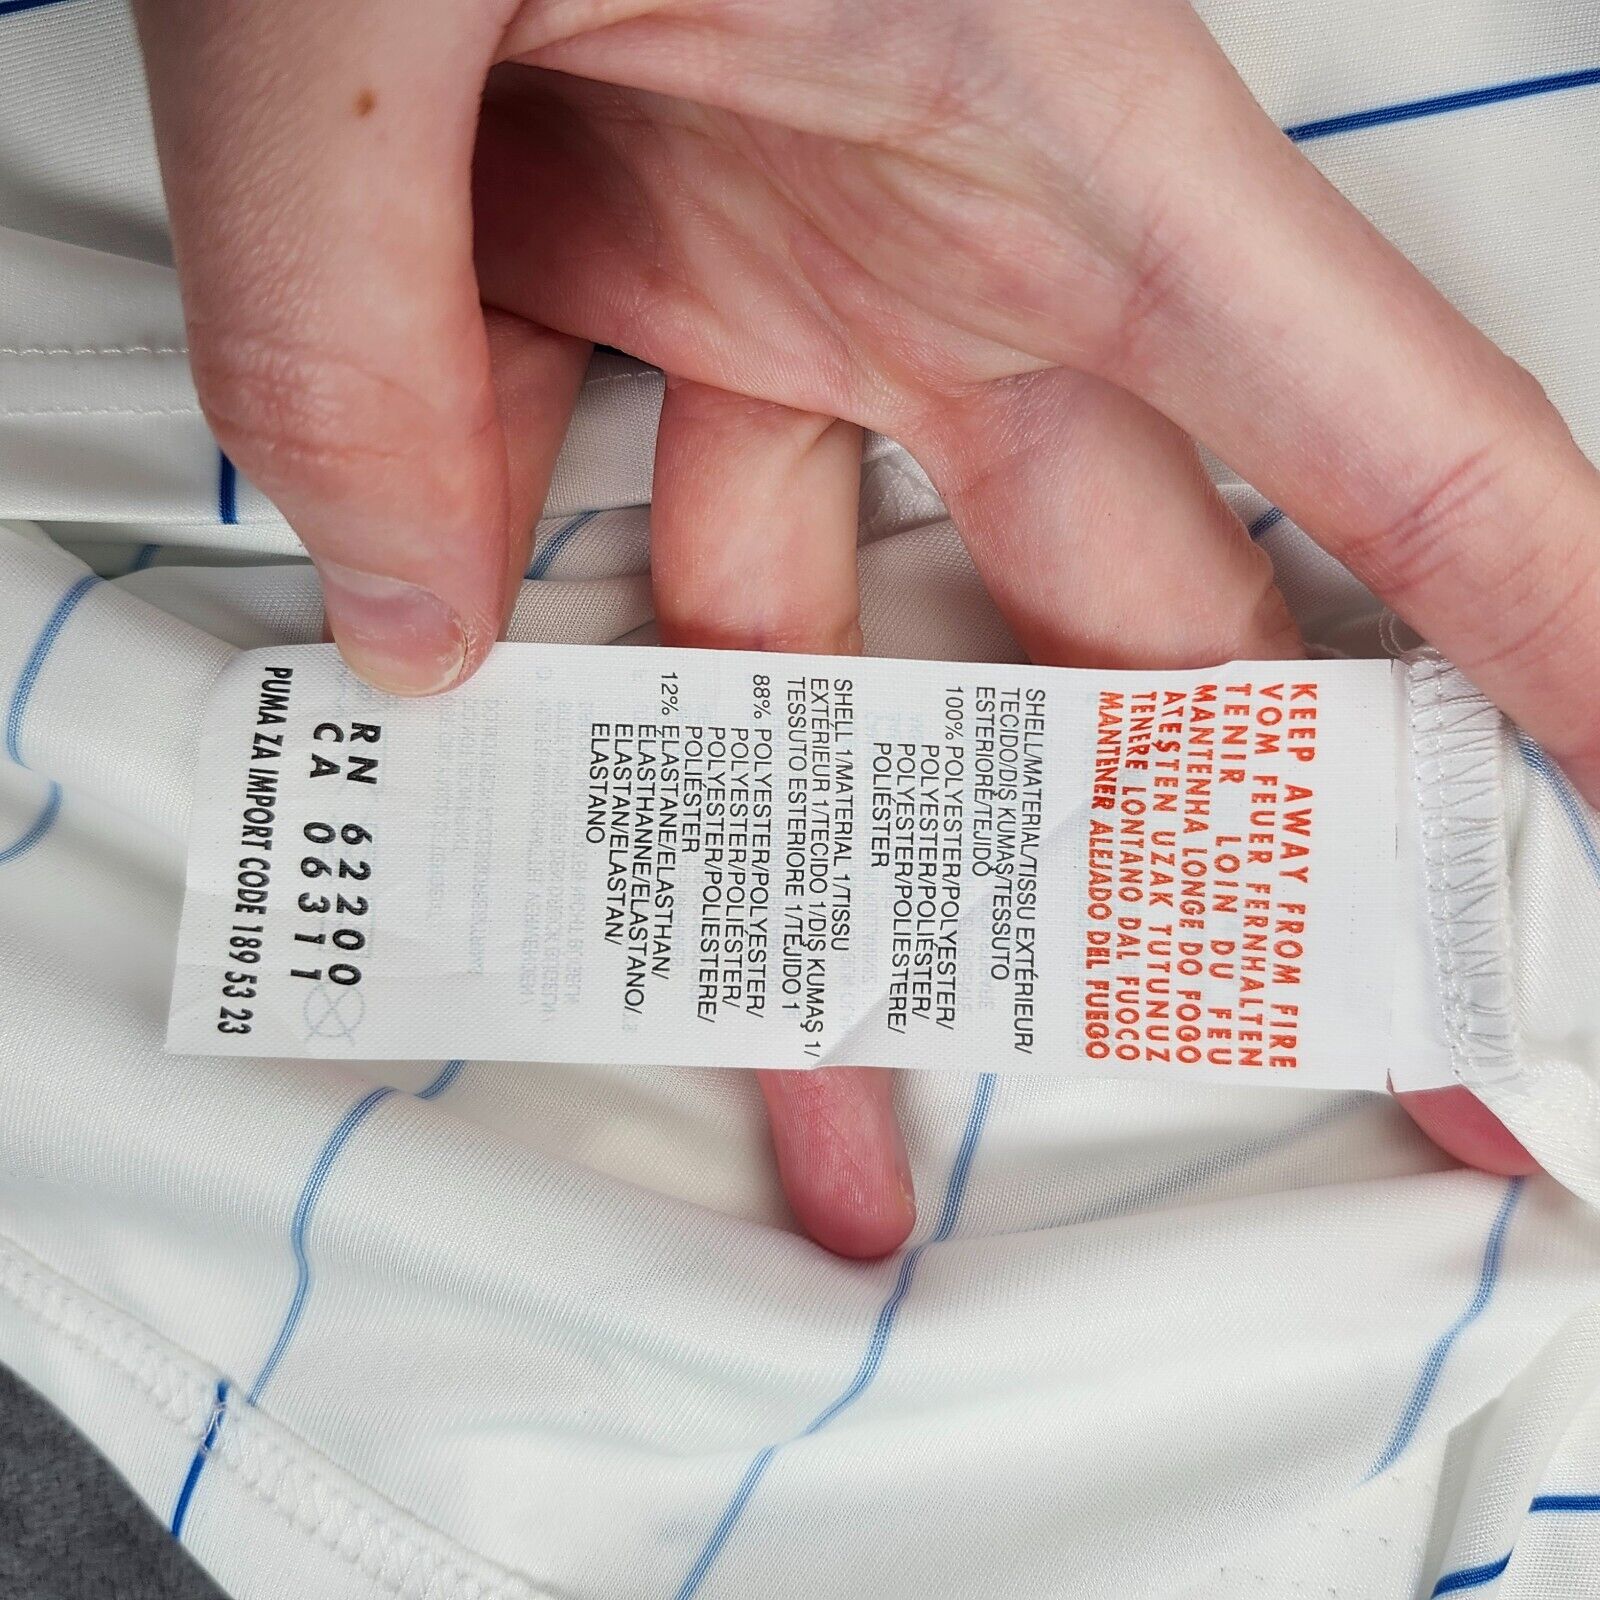 KEEP AWAY FROM FIRE
VOM FEUER FERNHALTEN
TENIR LOIN DU FEU
MANTENHA LONGE DO FOGO
ATEŞTEN UZAK TUTUNUZ
TENERE LONTANO DAL FUOCO
MANTENER ALEJADO DEL FUEGO
SHELL/MATERIAL/TISSU EXTÉRIEUR/
TECIDO/DIŞ KUMAŞ/TESSUTO
ESTERIORE/TEJIDO
100% POLYESTER/POLYESTER/
POLYESTER/POLIÉSTER/
POLYESTER/POLIESTERE/
POLIÉSTER
SHELL 1/MATERIAL 1/TISSU
EXTÉRIEUR 1/TECIDO 1/DIŞ KUMAŞ 1/
TESSUTO ESTERIORE 1/TEJIDO 1
88% POLYESTER/POLYESTER/
POLYESTER/POLIÉSTER/
POLYESTER/POLIESTERE/
POLIÉSTER
12% ELASTANE/ELASTHAN/
ÉLASTHANNE/ELASTANO/
ELASTAN/ELASTAN/
ELASTANO
RN 62200
CA 06311
PUMA ZA IMPORT CODE 189 53 23